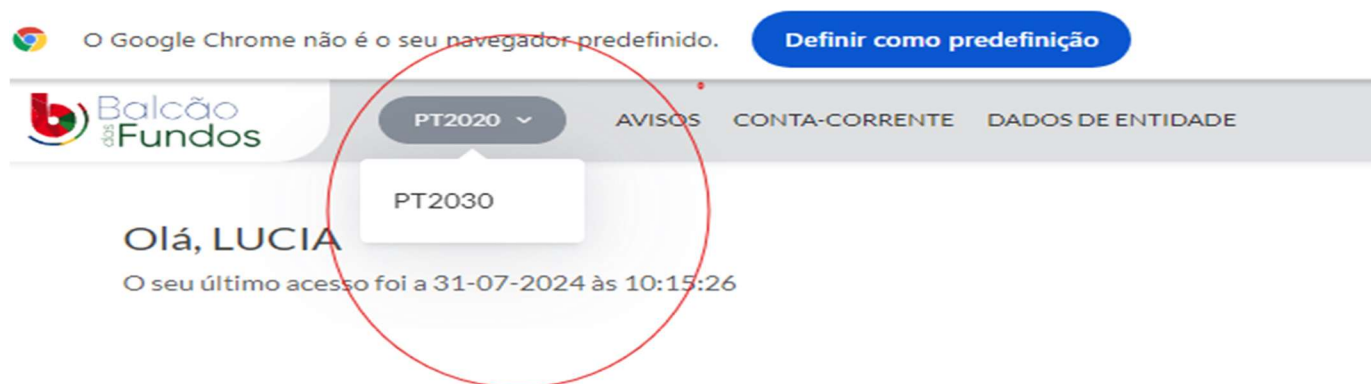 O Google Chrome não é o seu navegador predefinido. Definir como predefinição
Balcão das Fundos PT2020 AVISOS CONTA-CORRENTE DADOS DE ENTIDADE
PT2030
Olá, LUCIA
O seu último acesso foi a 31-07-2024 às 10:15:26